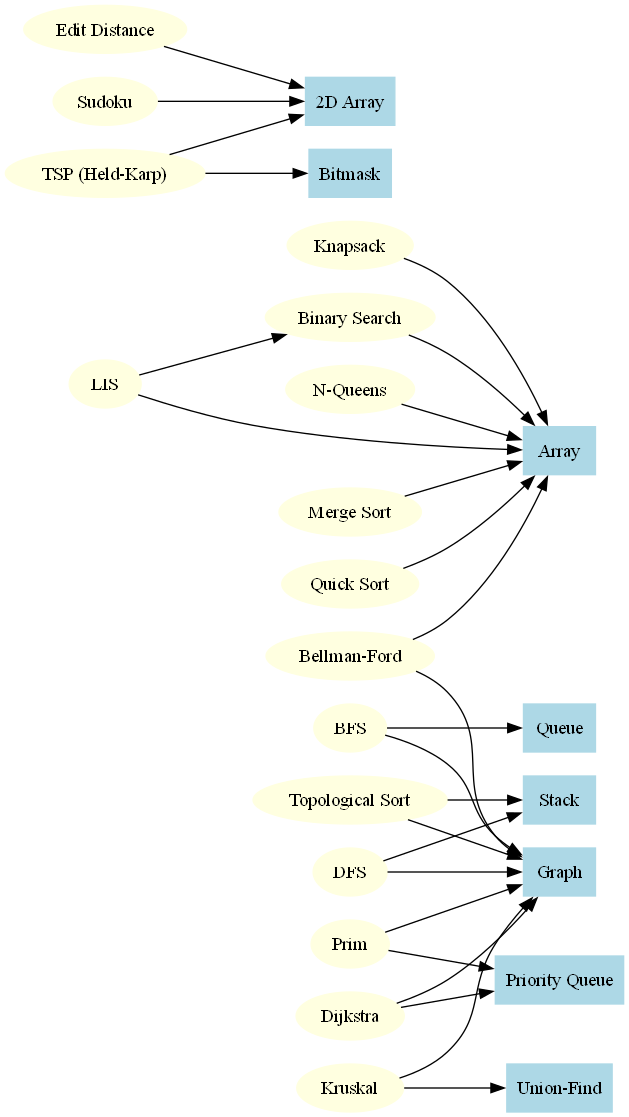 Edit Distance
Sudoku
2D Array
TSP (Held-Karp)
Bitmask
Knapsack
Binary Search
LIS
N-Queens
Array
Merge Sort
Quick Sort
Bellman-Ford
BFS
Queue
Topological Sort
Stack
DFS
Graph
Prim
Priority Queue
Dijkstra
Kruskal
Union-Find